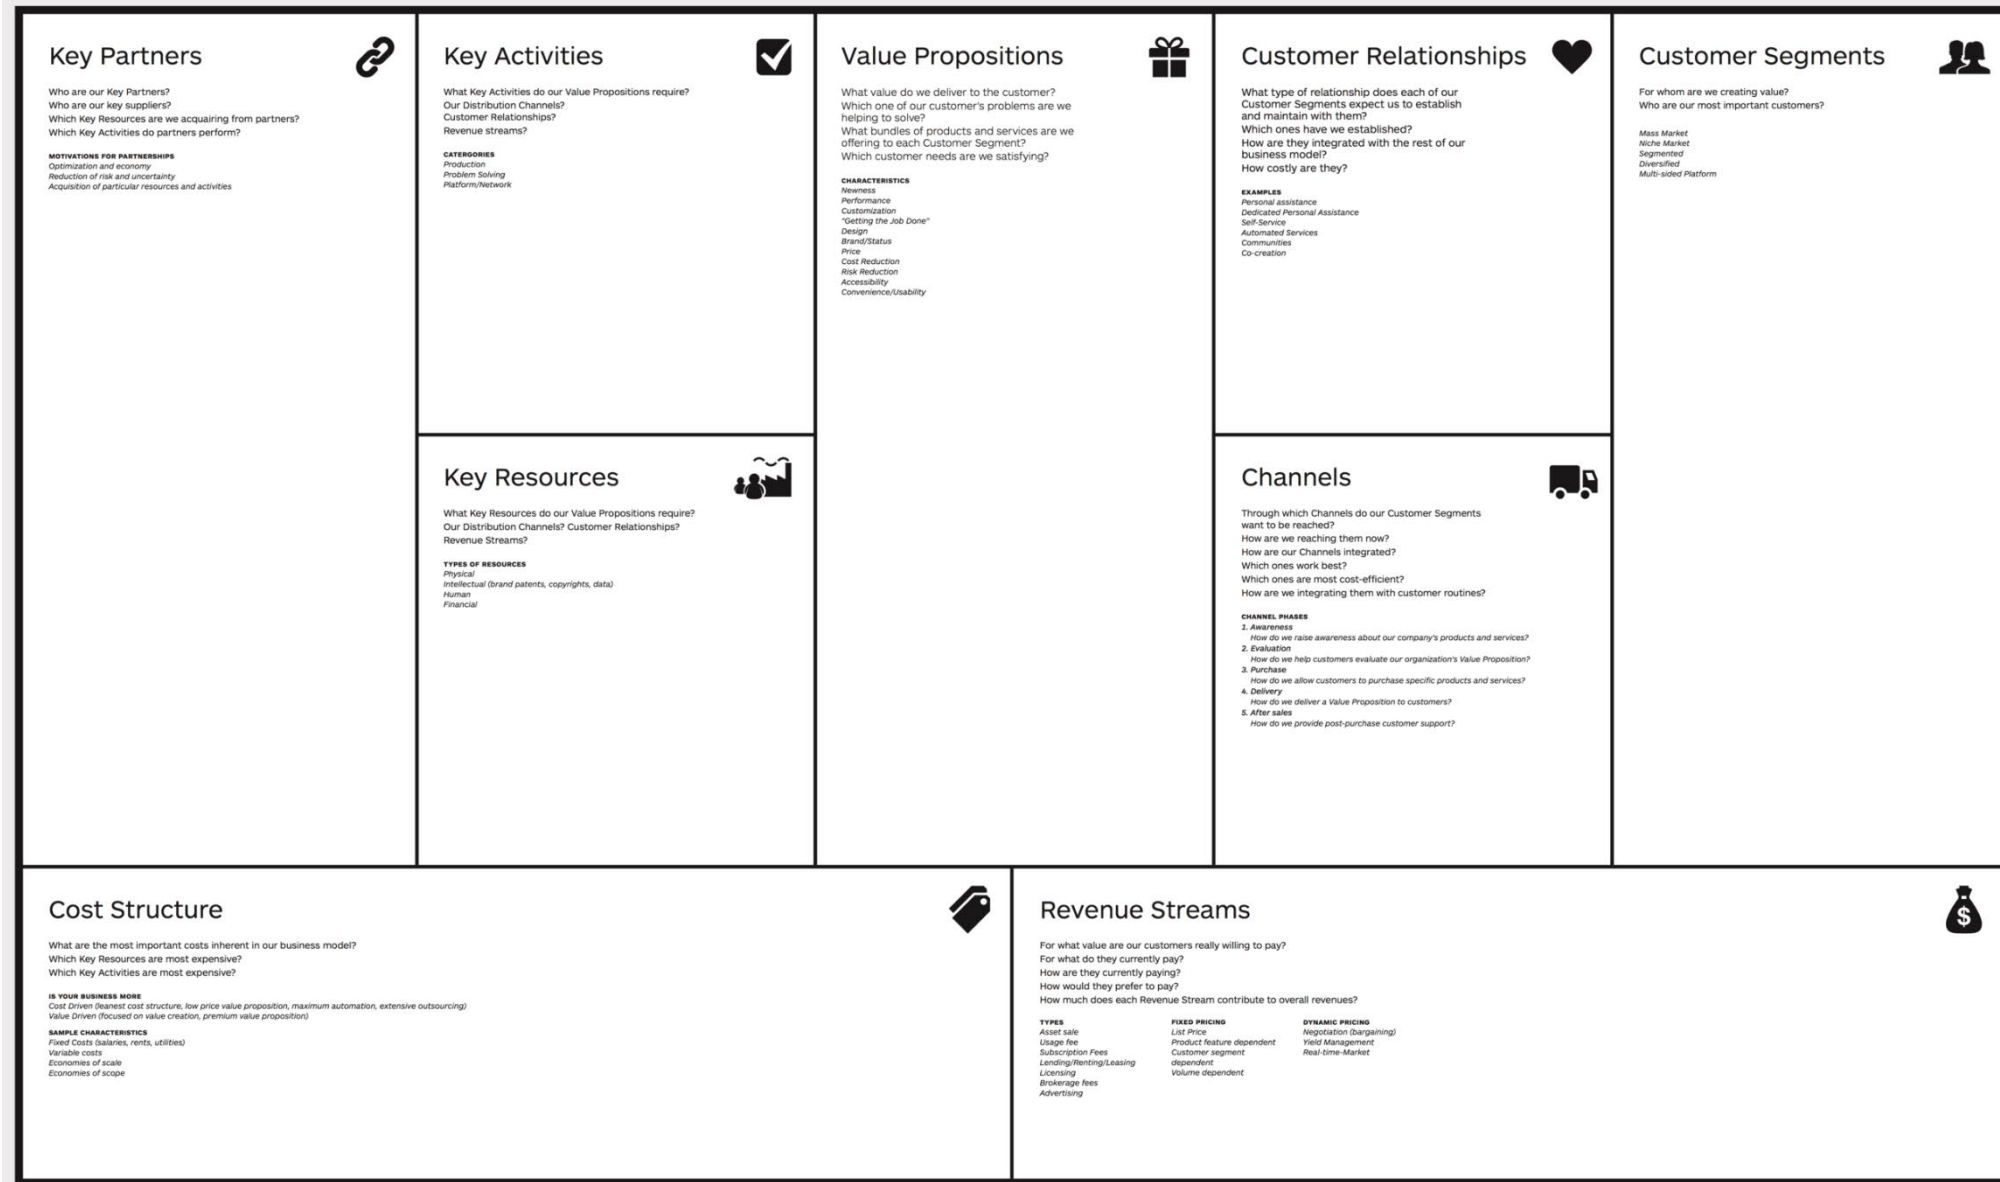 Key Partners
Who are our Key Partners?
Who are our key suppliers?
Which Key Resources are we acquairing from partners?
Which Key Activities do partners perform?
MOTIVATIONS FOR PARTNERSHIPS
Optimization and economy
Reduction of risk and uncertainty
Acquisition of particular resources and activities
Key Activities
What Key Activities do our Value Propositions require?
Our Distribution Channels?
Customer Relationships?
Revenue streams?
CATERGORIES
Production
Problem Solving
Platform/Network
Key Resources
What Key Resources do our Value Propositions require?
Our Distribution Channels? Customer Relationships?
Revenue Streams?
TYPES OF RESOURCES
Physical
Intellectual (brand patents, copyrights, data)
Human
Financial
Value Propositions
What value do we deliver to the customer?
Which one of our customer's problems are we
helping to solve?
What bundles of products and services are we
offering to each Customer Segment?
Which customer needs are we satisfying?
CHARACTERISTICS
Newness
Performance
Customization
"Getting the Job Done"
Design
Brand/Status
Price
Cost Reduction
Risk Reduction
Accessibility
Convenience/Usability
Customer Relationships
What type of relationship does each of our
Customer Segments expect us to establish
and maintain with them?
Which ones have we established?
How are they integrated with the rest of our
business model?
How costly are they?
EXAMPLES
Personal assistance
Dedicated Personal Assistance
Self-Service
Automated Services
Communities
Co-creation
Channels
Through which Channels do our Customer Segments
want to be reached?
How are we reaching them now?
How are our Channels integrated?
Which ones work best?
Which ones are most cost-efficient?
How are we integrating them with customer routines?
CHANNEL PHASES
1. Awareness
How do we raise awareness about our company's products and services?
2. Evaluation
How do we help customers evaluate our organization's Value Proposition?
3. Purchase
How do we allow customers to purchase specific products and services?
4. Delivery
How do we deliver a Value Proposition to customers?
5. After sales
How do we provide post-purchase customer support?
Customer Segments
For whom are we creating value?
Who are our most important customers?
Mass Market
Niche Market
Segmented
Diversified
Multi-sided Platform
Cost Structure
What are the most important costs inherent in our business model?
Which Key Resources are most expensive?
Which Key Activities are most expensive?
IS YOUR BUSINESS MORE
Cost Driven (leanest cost structure, low price value proposition, maximum automation, extensive outsourcing)
Value Driven (focused on value creation, premium value proposition)
SAMPLE CHARACTERISTICS
Fixed Costs (salaries, rents, utilities)
Variable costs
Economies of scale
Economies of scope
Revenue Streams
$
For what value are our customers really willing to pay?
For what do they currently pay?
How are they currently paying?
How would they prefer to pay?
How much does each Revenue Stream contribute to overall revenues?
TYPES
Asset sale
Usage fee
Subscription Fees
Lending/Renting/Leasing
Licensing
Brokerage fees
Advertising
FIXED PRICING
List Price
Product feature dependent
Customer segment
dependent
Volume dependent
DYNAMIC PRICING
Negotiation (bargaining)
Yield Management
Real-time-Market